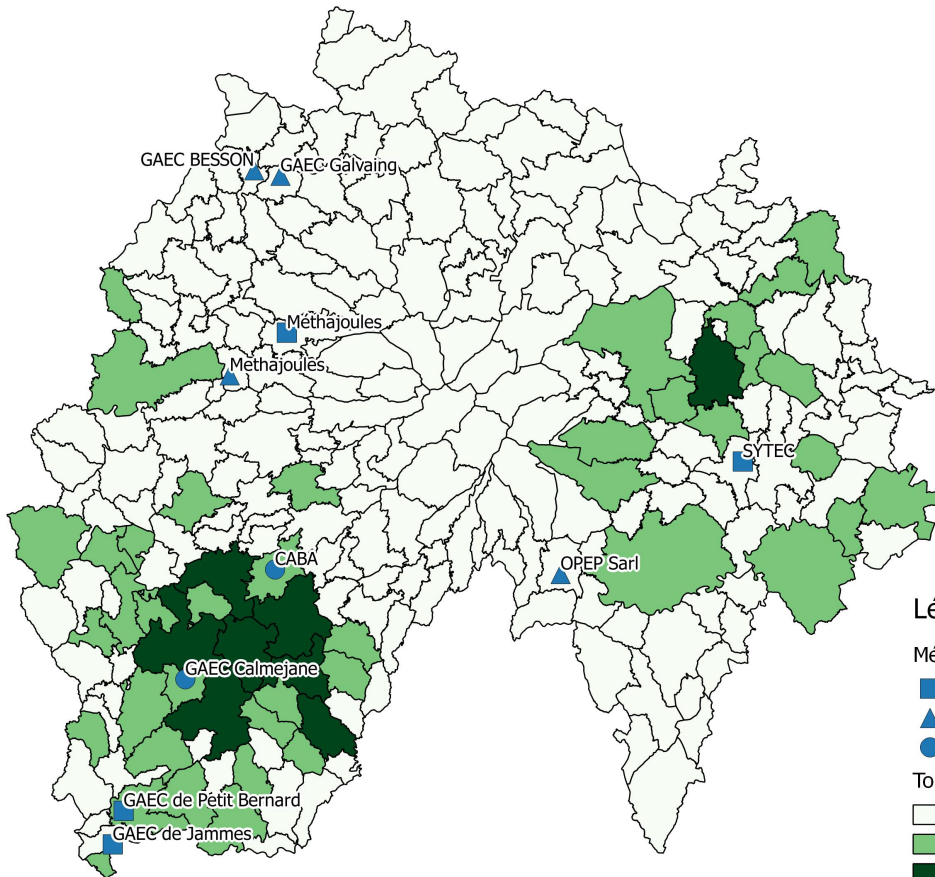 GAEC BESSON
GAEC Galvaing
Méthajoules
Methajoules
SYTEC
CABA
OPEP Sarl
GAEC Calmejane
GAEC de Petit Bernard
GAEC de Jammes
Lé
Mé
To